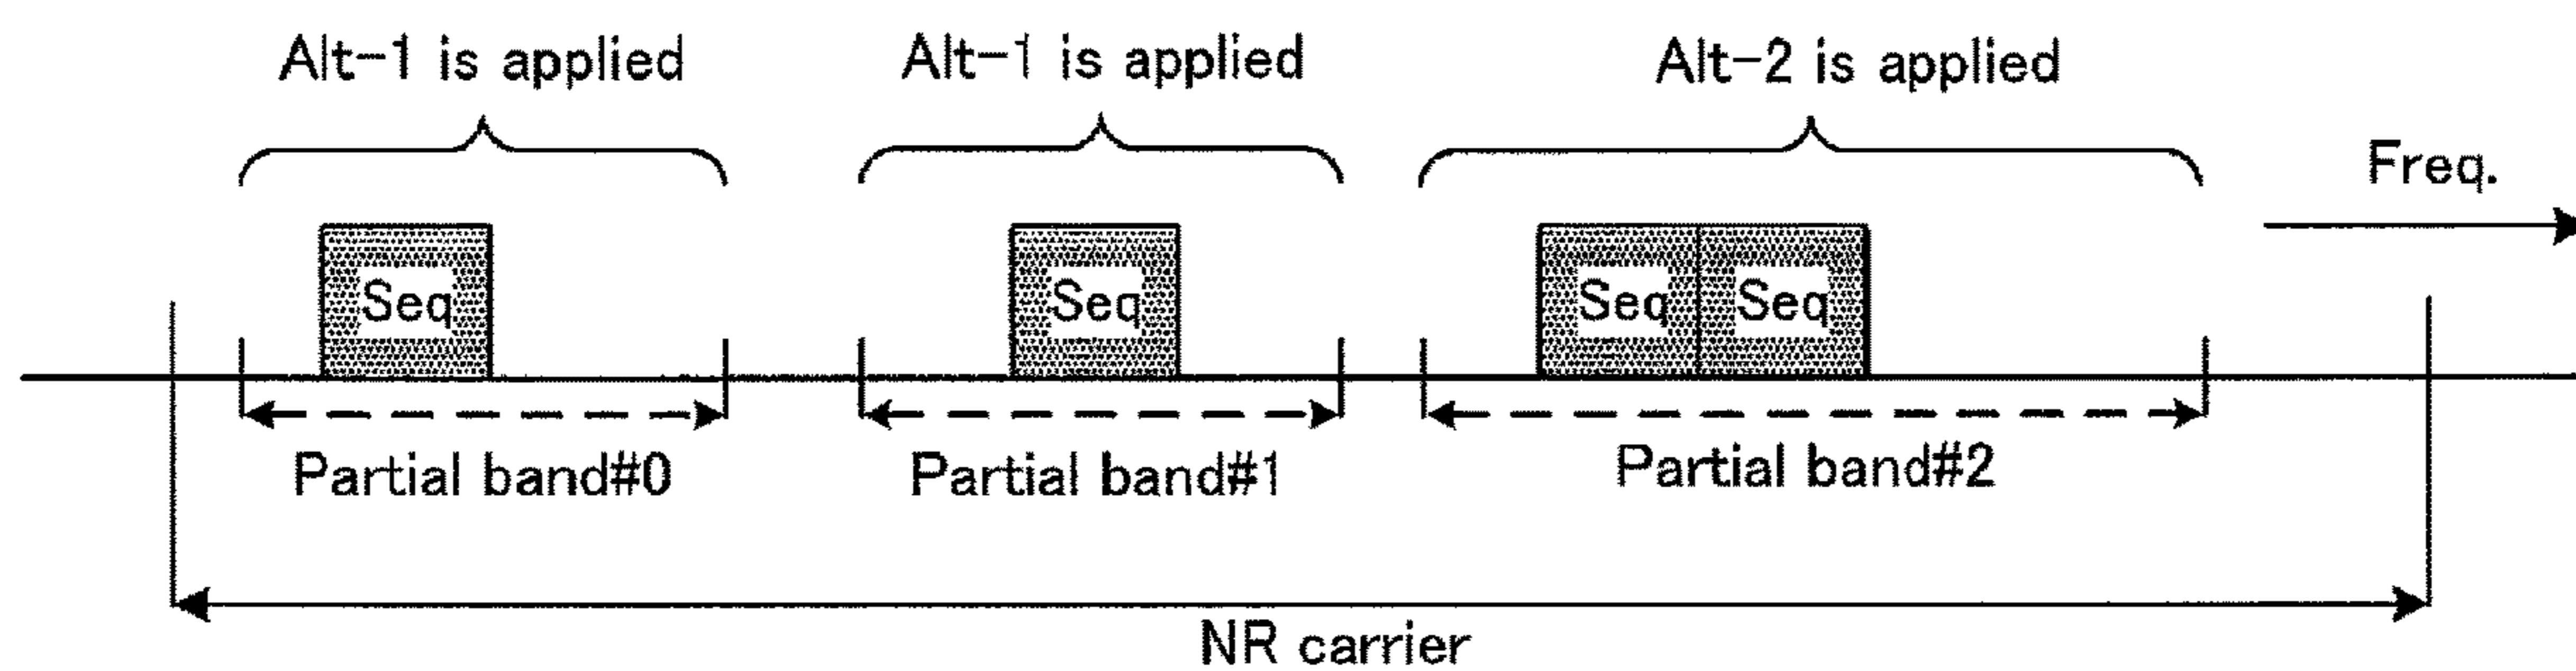 Alt-1 is applied
Alt-1 is applied
Alt-2 is applied
Freq.
Seq
Seq
Seq
Seq
Partial band#0
Partial band#1
Partial band#2
NR carrier